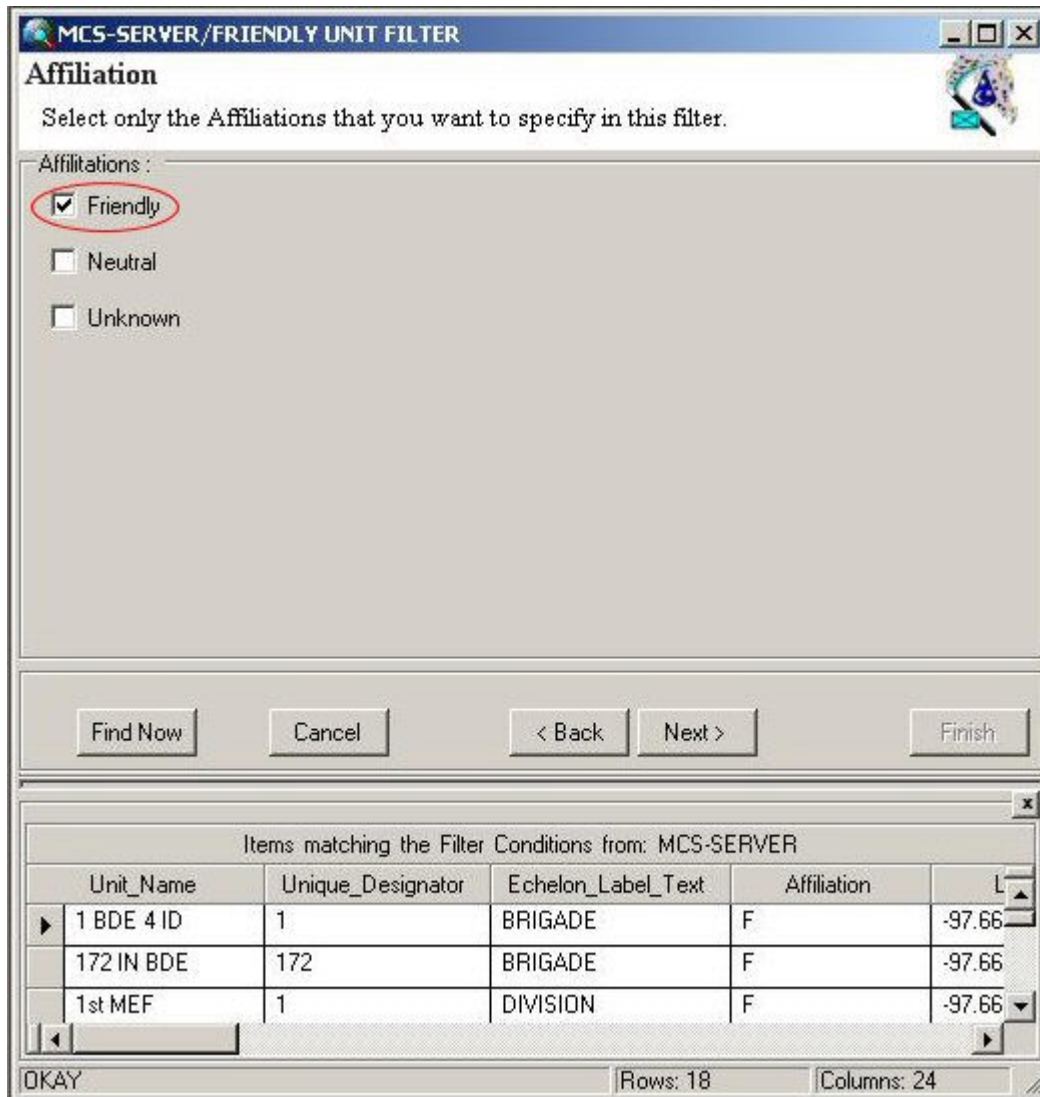 MCS-SERVER/FRIENDLY UNIT FILTER
Affiliation
Select only the Affiliations that you want to specify in this filter.
Affilitations :
Friendly
Neutral
Unknown
Find Now Cancel < Back Next > Finish
x
Items matching the Filter Conditions from: MCS-SERVER
Unit_Name Unique_Designator Echelon_Label_Text Affiliation L
1 BDE 4 ID 1 BRIGADE F -97.66
172 IN BDE 172 BRIGADE F -97.66
1st MEF 1 DIVISION F -97.66
OKAY Rows: 18 Columns: 24